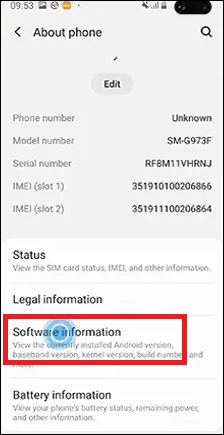 09:53
About phone
Edit
Phone number Unknown
Model number SM-G973F
Serial number RF8M11VHRNJ
IMEI (slot 1) 351910100206866
IMEI (slot 2) 351911100206864
Status
View the SIM card status, IMEI, and other information.
Legal information
Software information
View the currently installed Android version,
baseband version, kernel version, build number, and
more.
Battery information
View your phone's battery status, remaining power,
and other information.